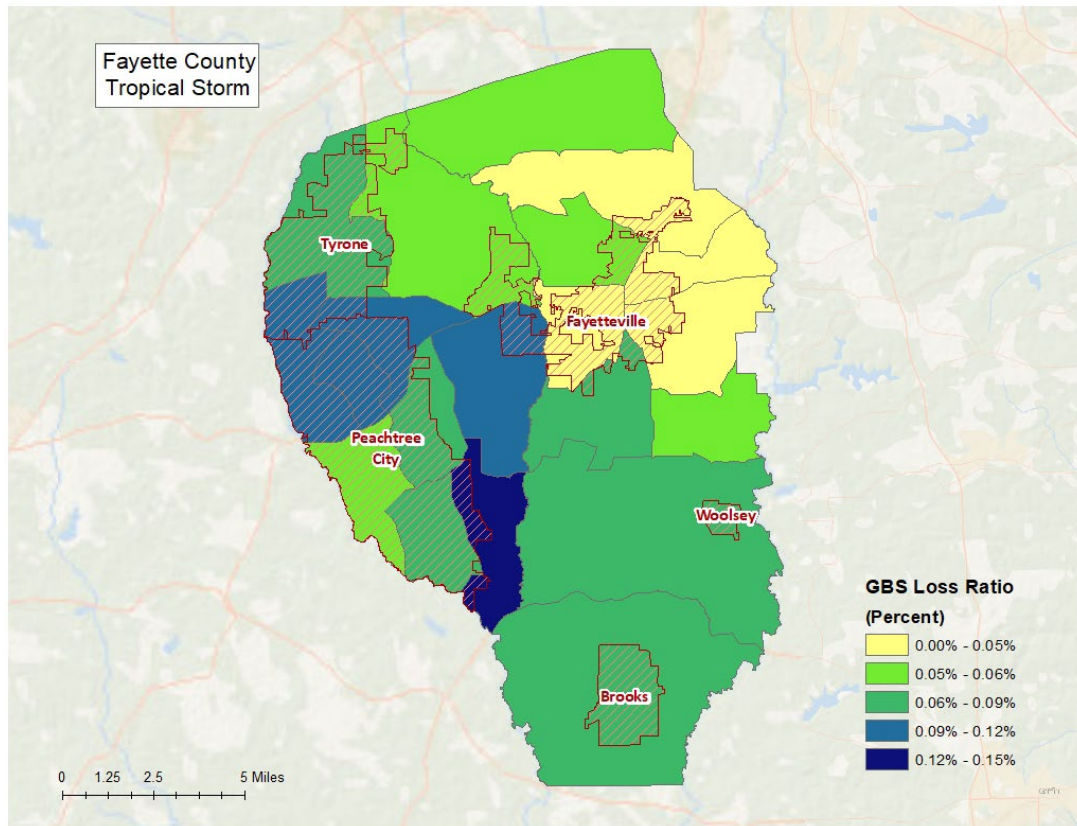 Fayette County
Tropical Storm
Tyrone
Fayetteville
Peachtree
City
Woolsey
Brooks
GBS Loss Ratio
(Percent)
0.00% - 0.05%
0.05% - 0.06%
0.06% - 0.09%
0.09% - 0.12%
0.12% - 0.15%
0 1.25 2.5 5 Miles